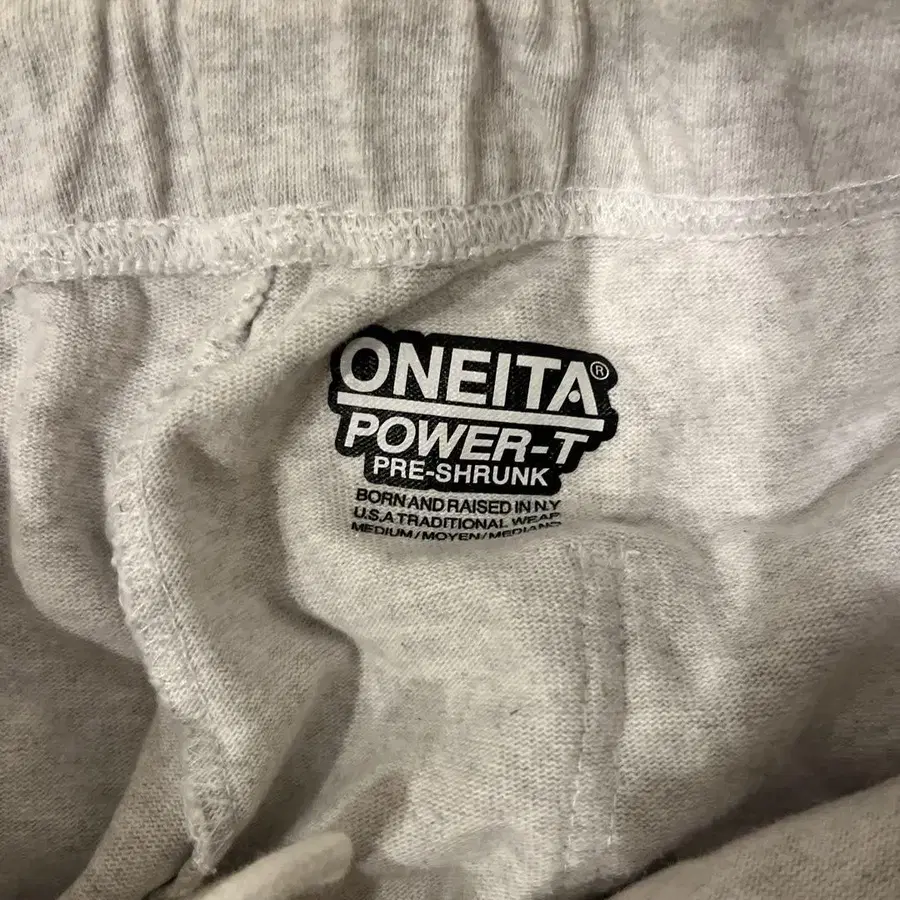 ONEITA®
POWER-T
PRE-SHRUNK
BORN AND RAISED IN N.Y
U.S.A TRADITIONAL WEAR
MEDIUM/MOYEN/MEDIANO